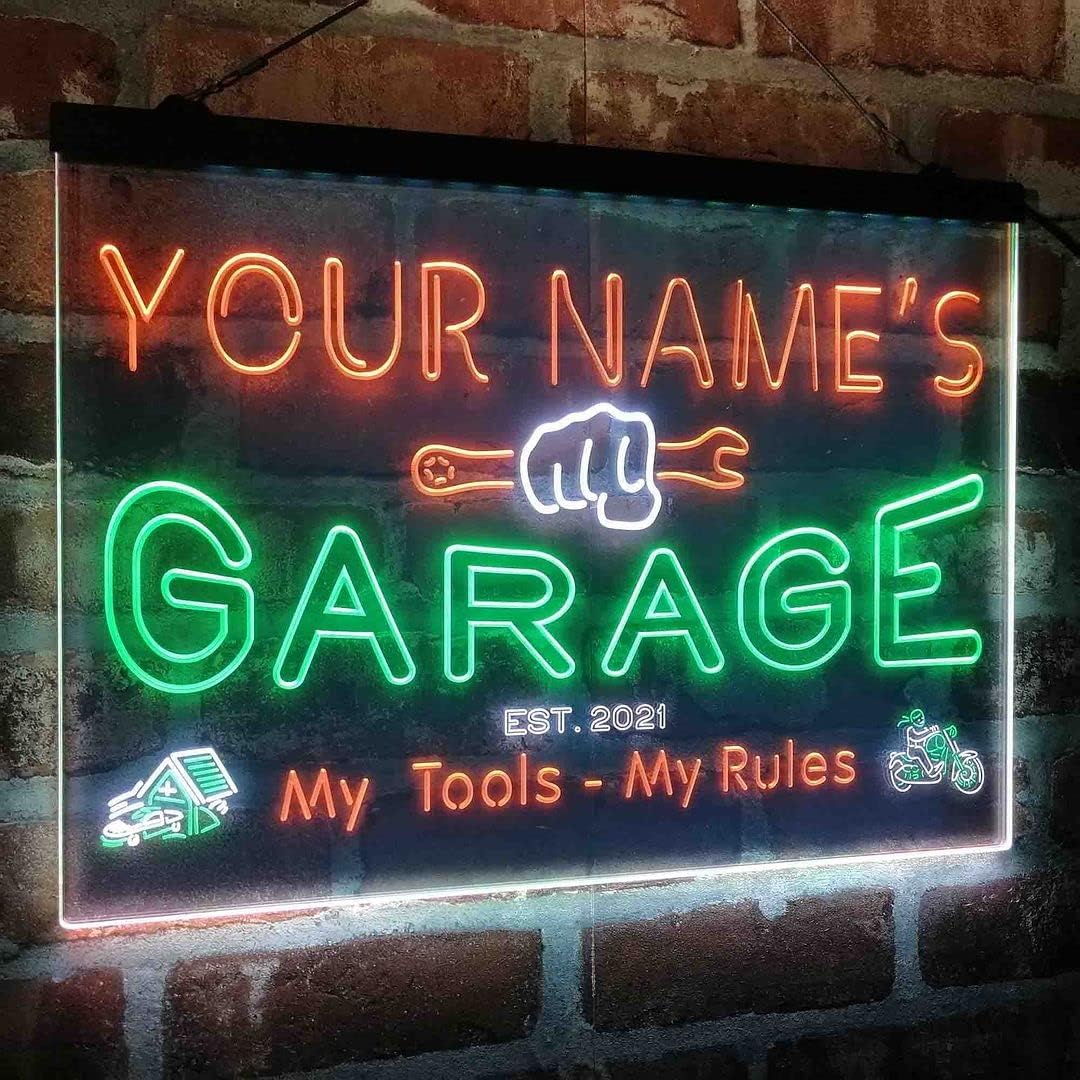 YOUR NAME'S
GARAGE
EST. 2021
My Tools - My Rules